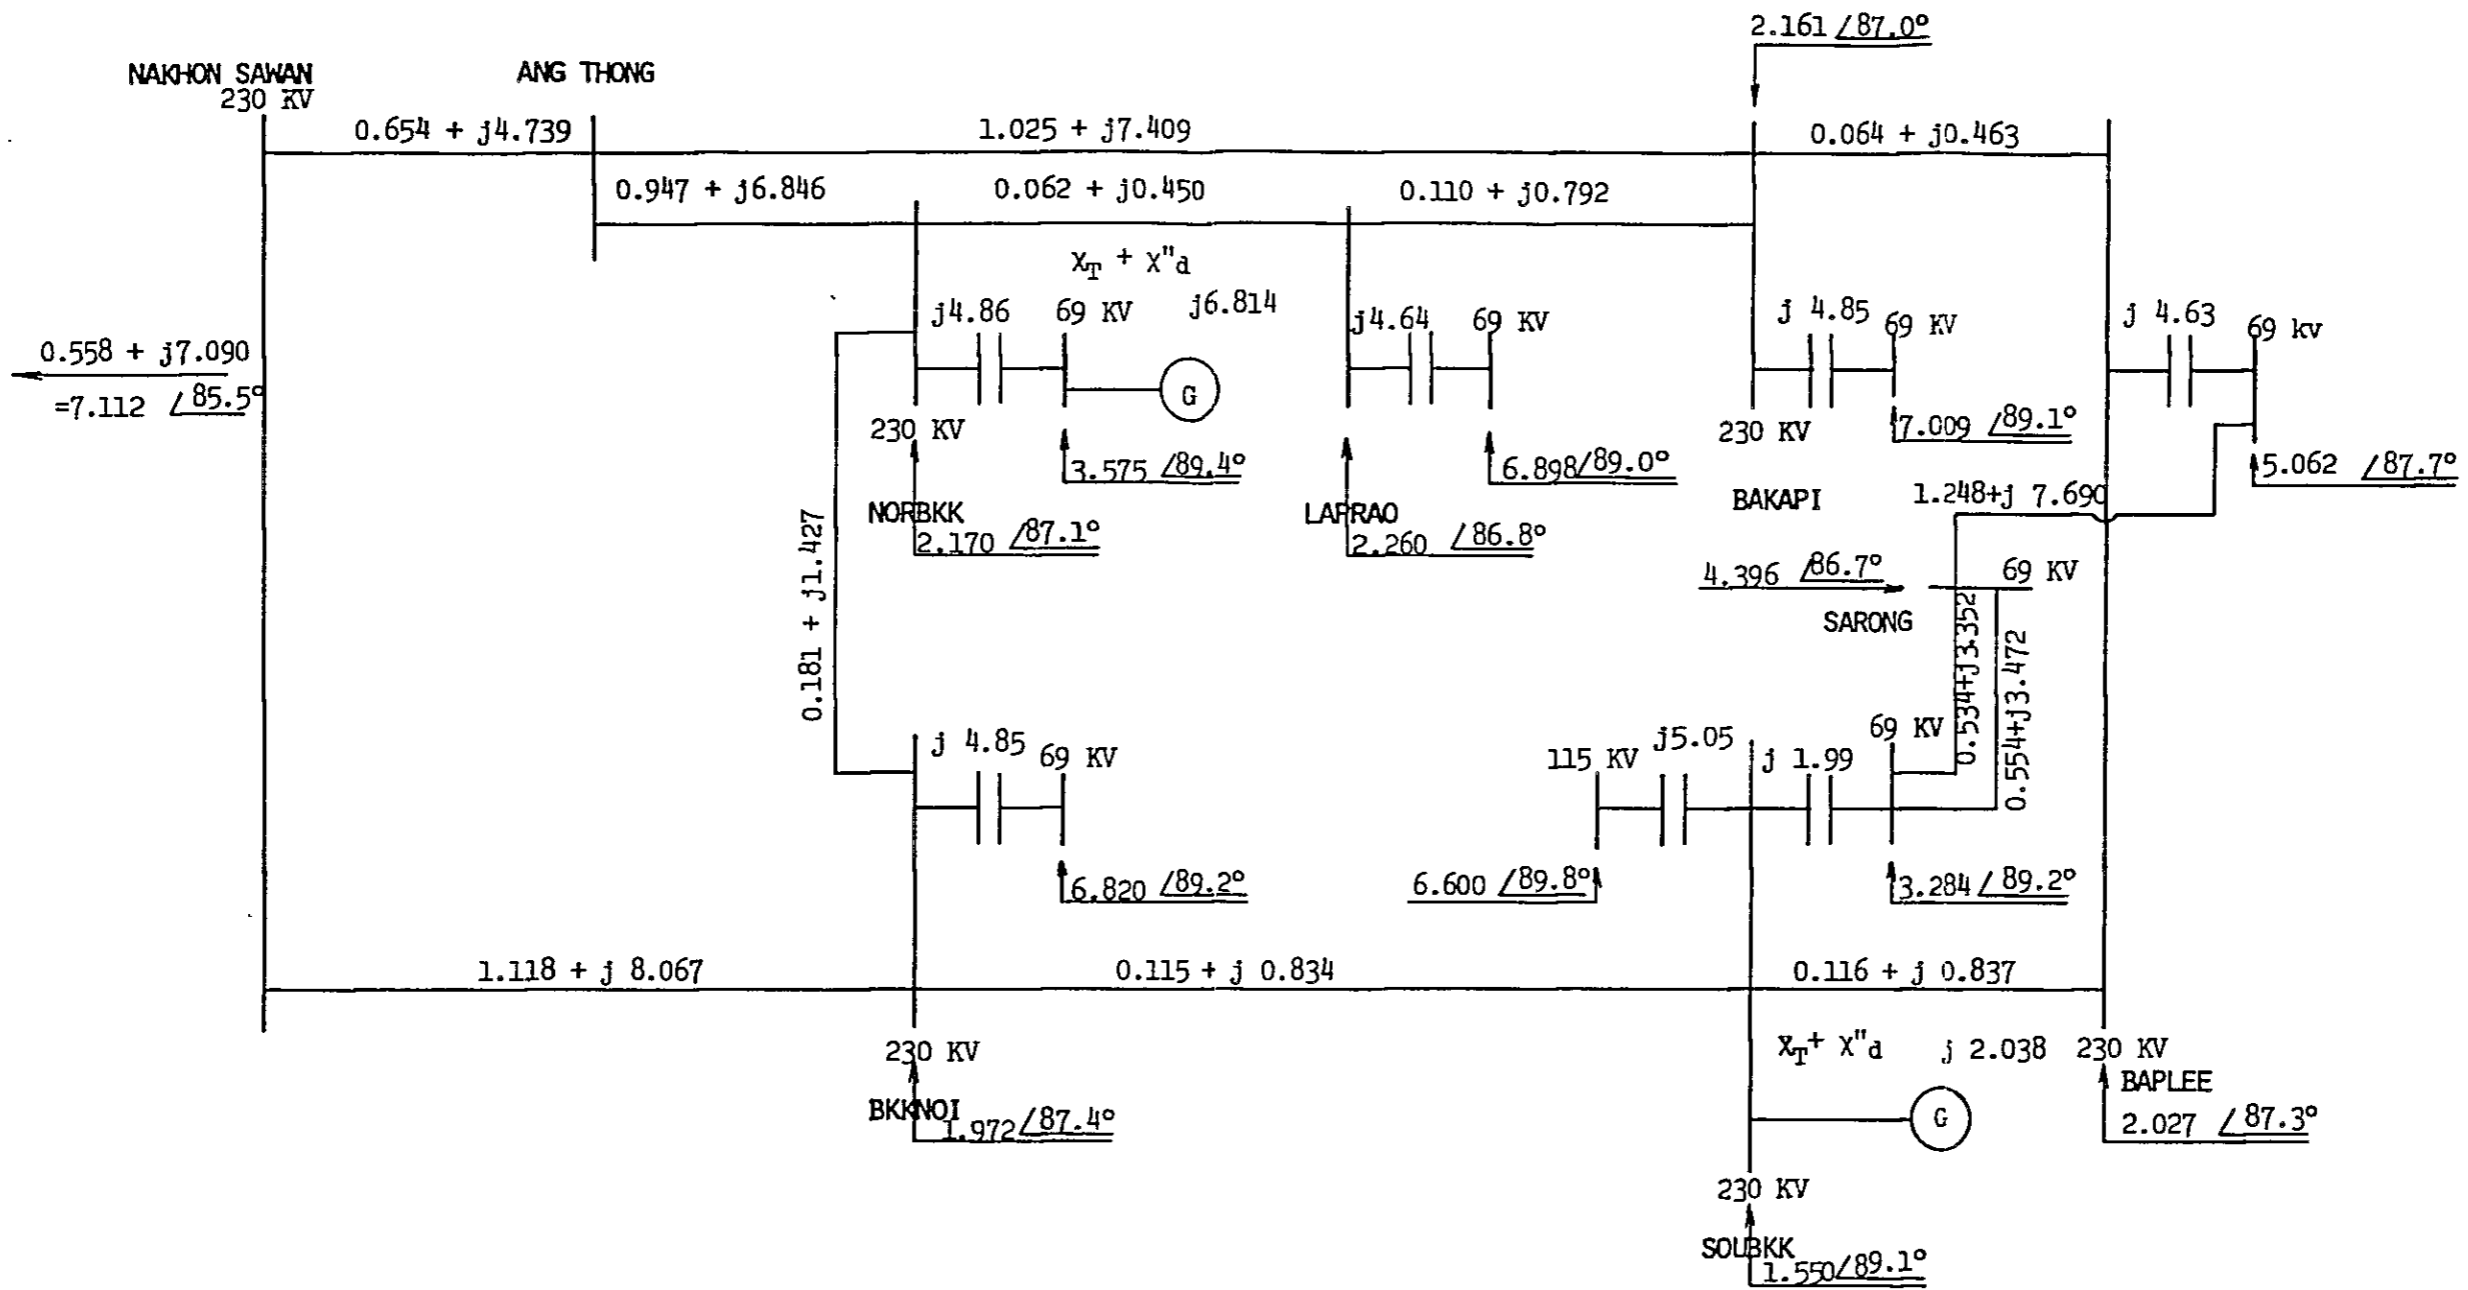 2.161 /87.0°
NAKHON SAWAN
230 KV
ANG THONG
0.654 + j4.739
1.025 + j7.409
0.064 + j0.463
0.947 + j6.846
0.062 + j0.450
0.110 + j0.792
X_T + X"d
j6.814
j4.86
69 KV
j4.64
69 KV
j 4.85
69 KV
j 4.63
69 kv
0.558 + j7.090
=7.112 /85.5°
G
230 KV
3.575 /89.4°
NORBKK
2.170 /87.1°
6.898/89.0°
LAPRAO
2.260 /86.8°
230 KV
7.009 /89.1°
BAKAPI
5.062 /87.7°
1.248+j 7.690
4.396 /86.7°
69 KV
SARONG
0.181 + j1.427
0.534+j3.352
0.554+j3.472
j 4.85
69 KV
115 KV
j5.05
j 1.99
69 KV
6.820 /89.2°
6.600 /89.8°
3.284 /89.2°
1.118 + j 8.067
0.115 + j 0.834
0.116 + j 0.837
230 KV
BKKNOI
1.972/87.4°
X_T+ X"d
j 2.038
230 KV
BAPLEE
2.027 /87.3°
G
230 KV
SOUBKK
1.550/89.1°